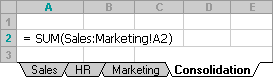 A B C D
1
2 = SUM(Sales:Marketing!A2)
3
Sales HR Marketing Consolidation